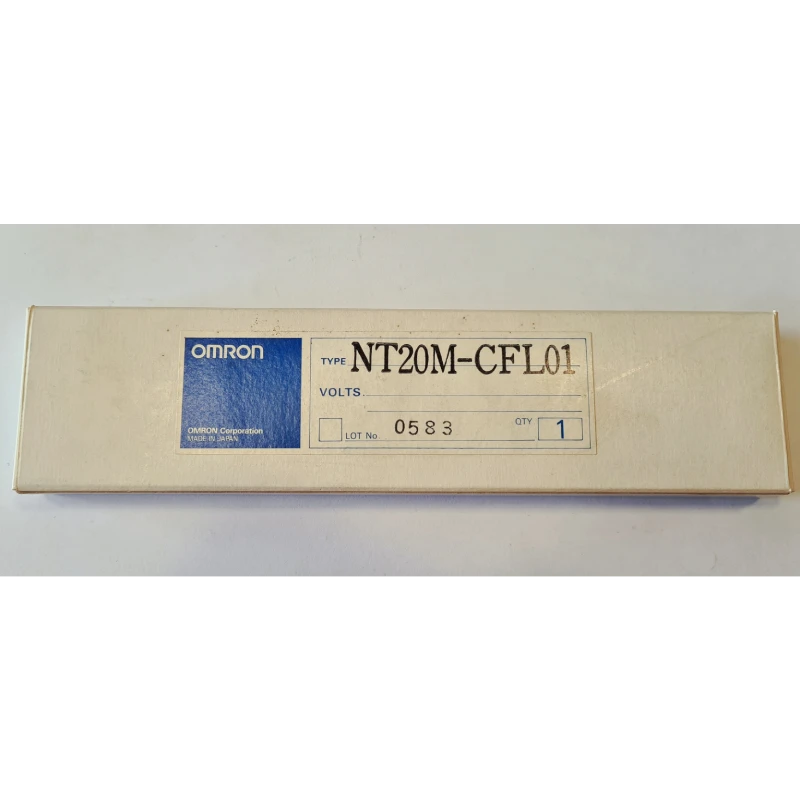 OMRON
OMRON Corporation
MADE IN JAPAN
TYPE NT20M-CFL01
VOLTS
LOT No. 0583 QTY 1